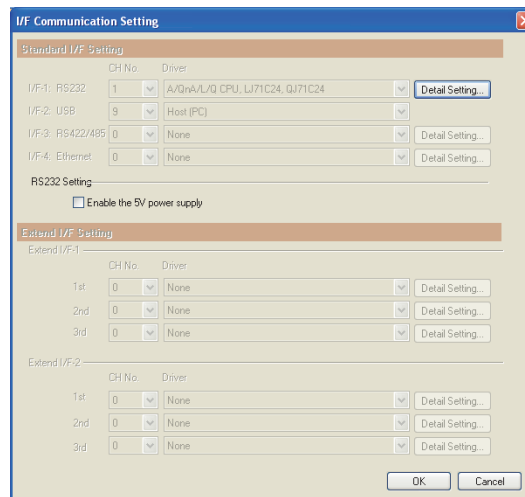 I/F Communication Setting
Standard I/F Setting
CH No. Driver
I/F-1: RS232 1 A/QnA/L/Q CPU, LJ71C24, QJ71C24 Detail Setting...
I/F-2: USB 9 Host (PC)
I/F-3: RS422/485 0 None Detail Setting...
I/F-4: Ethernet 0 None Detail Setting...
RS232 Setting
Enable the 5V power supply
Extend I/F Setting
Extend I/F-1
CH No. Driver
1st 0 None Detail Setting...
2nd 0 None Detail Setting...
3rd 0 None Detail Setting...
Extend I/F-2
CH No. Driver
1st 0 None Detail Setting...
2nd 0 None Detail Setting...
3rd 0 None Detail Setting...
OK Cancel